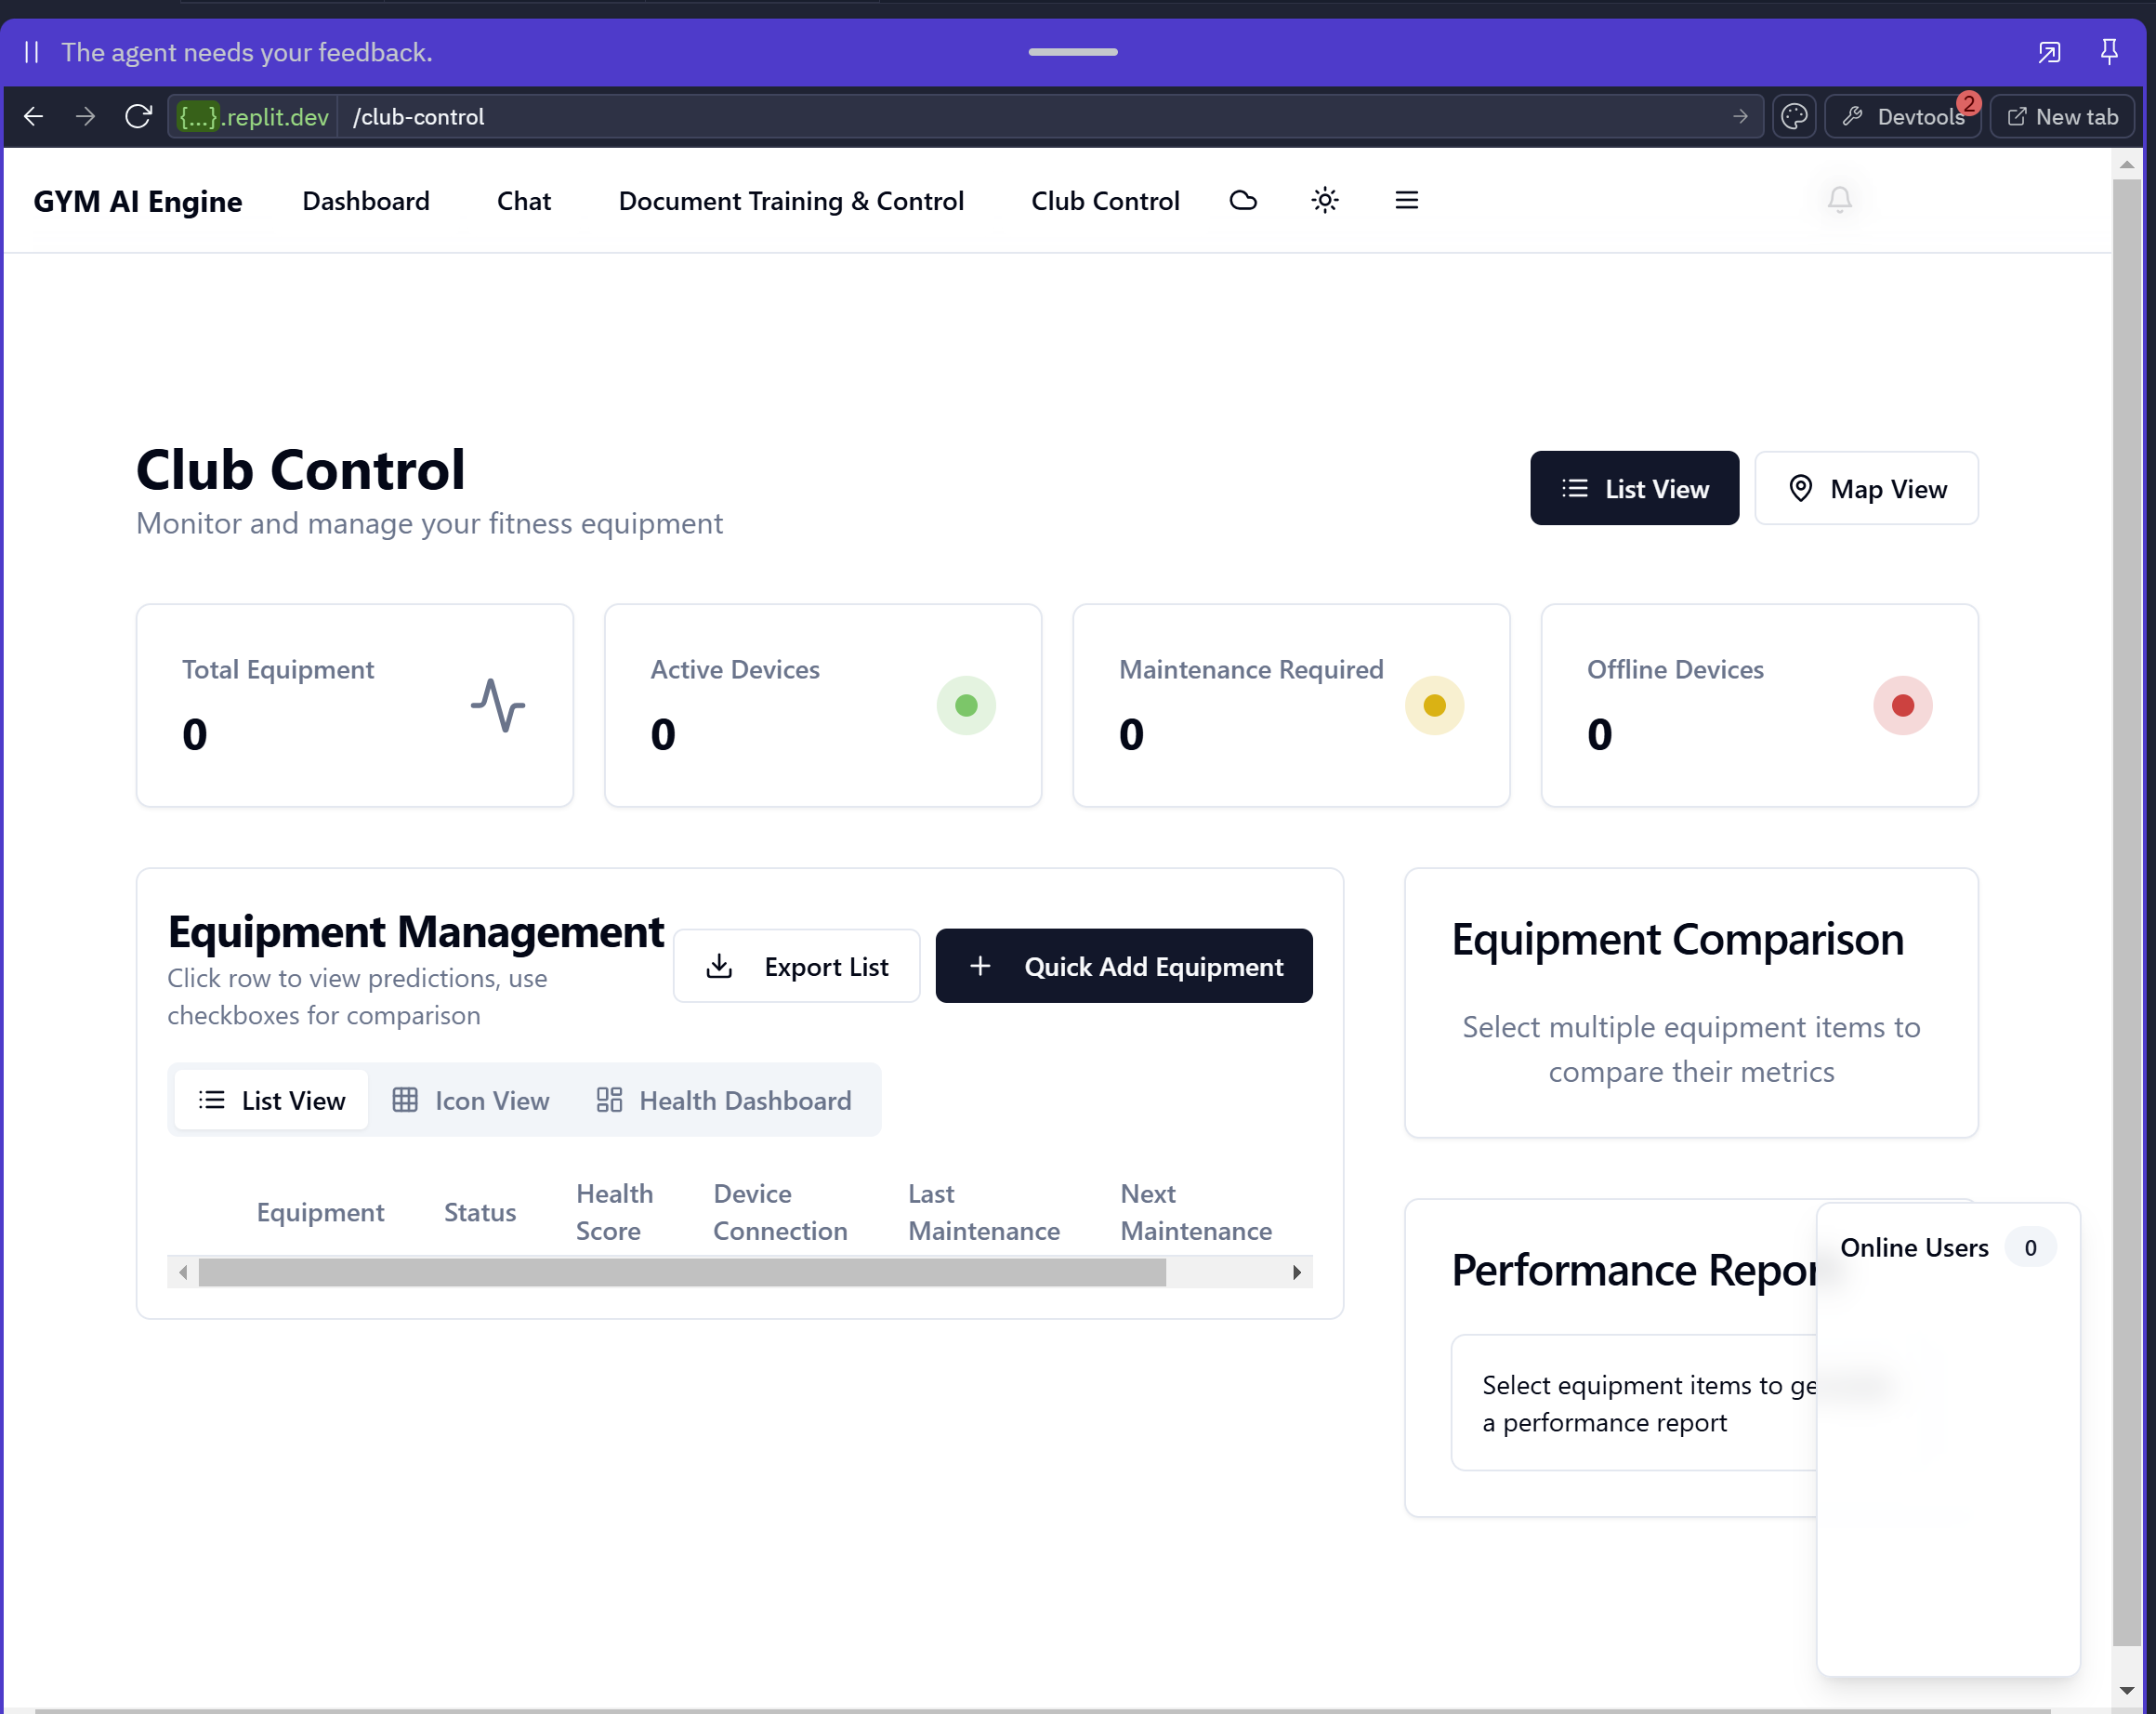 The agent needs your feedback.
{...}.replit.dev /club-control Devtools 2 New tab
GYM AI Engine Dashboard Chat Document Training & Control Club Control
Club Control
Monitor and manage your fitness equipment
List View Map View
Total Equipment
0
Active Devices
0
Maintenance Required
0
Offline Devices
0
Equipment Management
Click row to view predictions, use
checkboxes for comparison
Export List Quick Add Equipment
List View Icon View Health Dashboard
Equipment Status Health Score Device Connection Last Maintenance Next Maintenance
Equipment Comparison
Select multiple equipment items to
compare their metrics
Performance Repor
Select equipment items to ge
a performance report
Online Users 0